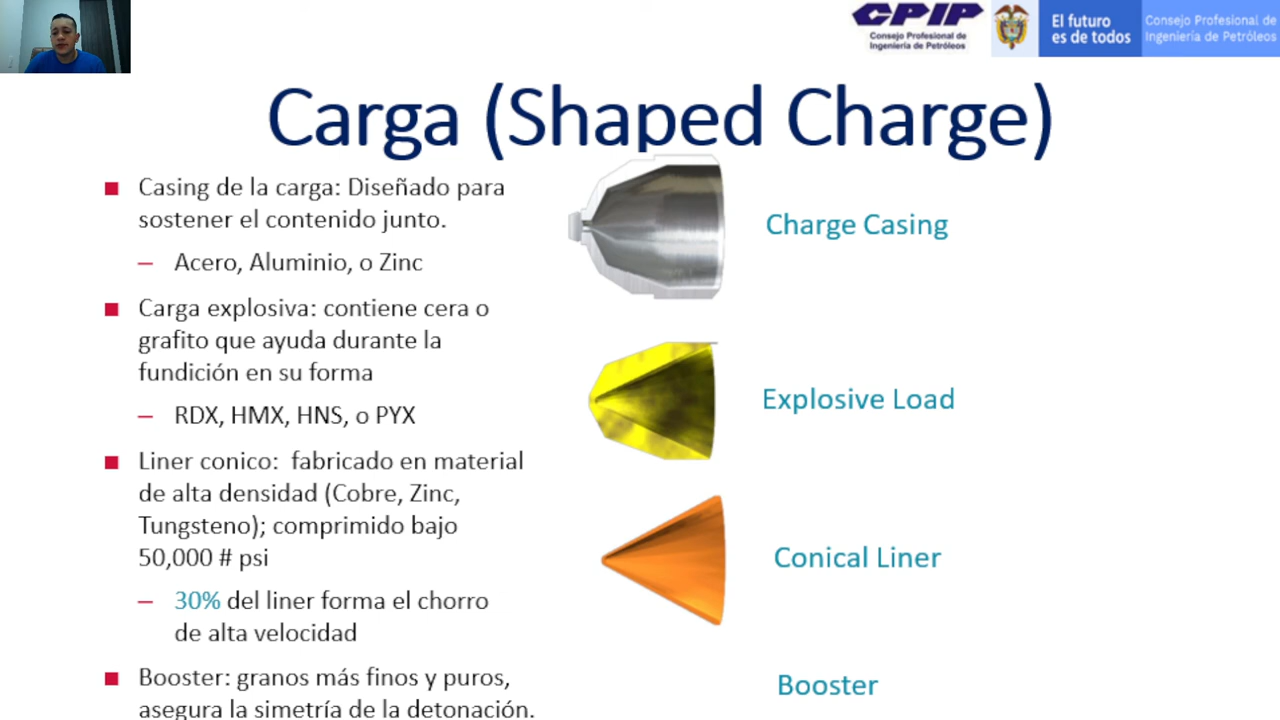 CPIP
Consejo Profesional de
Ingeniería de Petróleos
El futuro
es de todos
Consejo Profesional de
Ingeniería de Petróleos
Carga (Shaped Charge)
Casing de la carga: Diseñado para
sostener el contenido junto.
– Acero, Aluminio, o Zinc
Charge Casing
Carga explosiva: contiene cera o
grafito que ayuda durante la
fundición en su forma
– RDX, HMX, HNS, o PYX
Explosive Load
Liner conico: fabricado en material
de alta densidad (Cobre, Zinc,
Tungsteno); comprimido bajo
50,000 # psi
– 30% del liner forma el chorro
de alta velocidad
Conical Liner
Booster: granos más finos y puros,
asegura la simetría de la detonación.
Booster